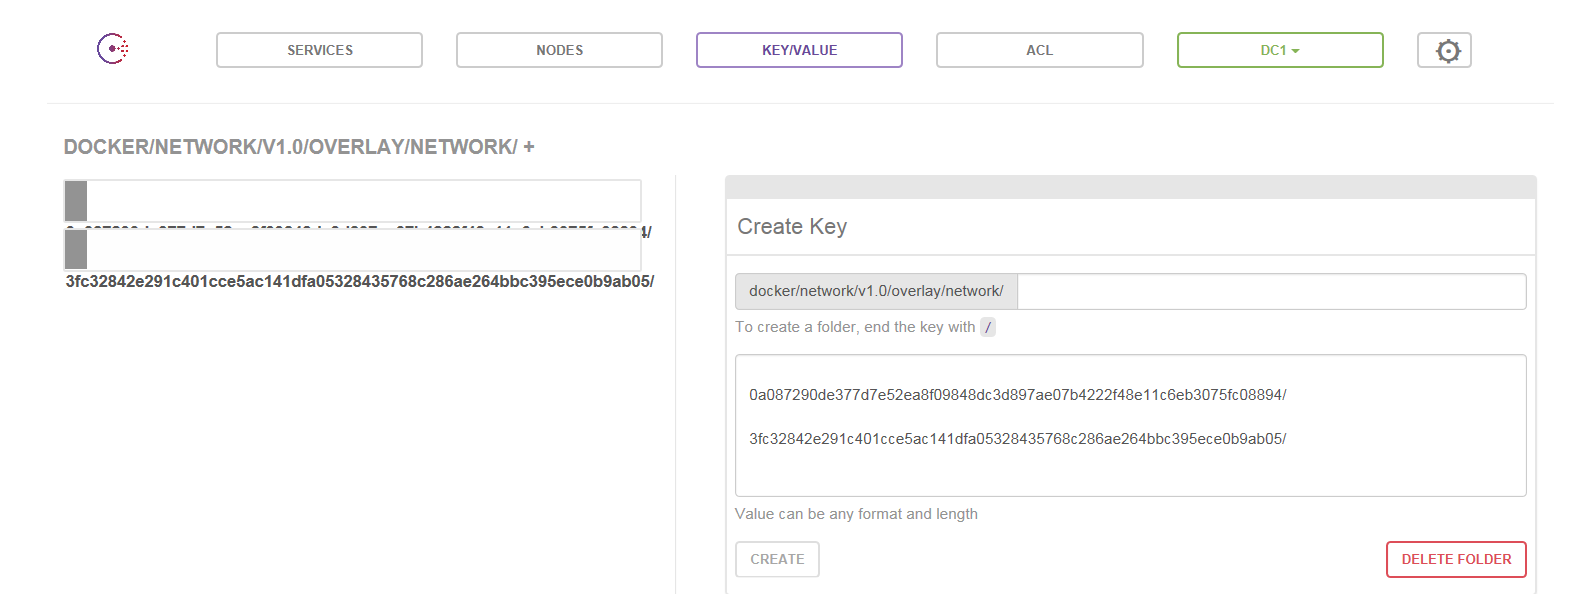 SERVICES
NODES
KEY/VALUE
ACL
DC1
DOCKER/NETWORK/V1.0/OVERLAY/NETWORK/ +
3fc32842e291c401cce5ac141dfa05328435768c286ae264bbc395ece0b9ab05/
Create Key
docker/network/v1.0/overlay/network/
To create a folder, end the key with /
0a087290de377d7e52ea8f09848dc3d897ae07b4222f48e11c6eb3075fc08894/
3fc32842e291c401cce5ac141dfa05328435768c286ae264bbc395ece0b9ab05/
Value can be any format and length
CREATE
DELETE FOLDER